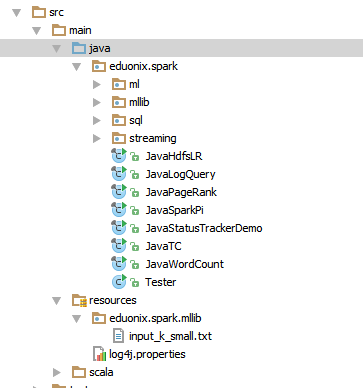 src
main
java
eduonix.spark
ml
mllib
sql
streaming
JavaHdfsLR
JavaLogQuery
JavaPageRank
JavaSparkPi
JavaStatusTrackerDemo
JavaTC
JavaWordCount
Tester
resources
eduonix.spark.mllib
input_k_small.txt
log4j.properties
scala